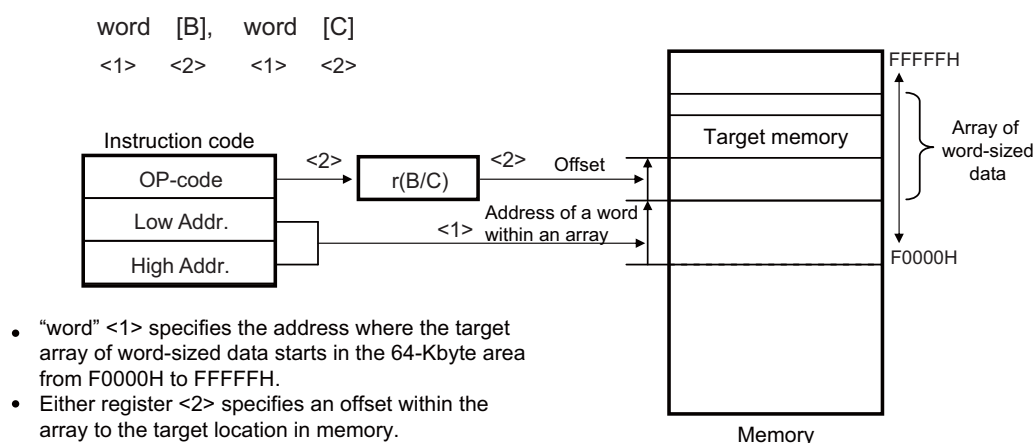 word [B], word [C]
<1> <2> <1> <2>
Instruction code
OP-code
Low Addr.
High Addr.
<2>
r(B/C)
<2>
Offset
<1>
Address of a word
within an array
Target memory
FFFFFH
Array of
word-sized
data
F0000H
Memory
• “word” <1> specifies the address where the target
array of word-sized data starts in the 64-Kbyte area
from F0000H to FFFFFH.
• Either register <2> specifies an offset within the
array to the target location in memory.